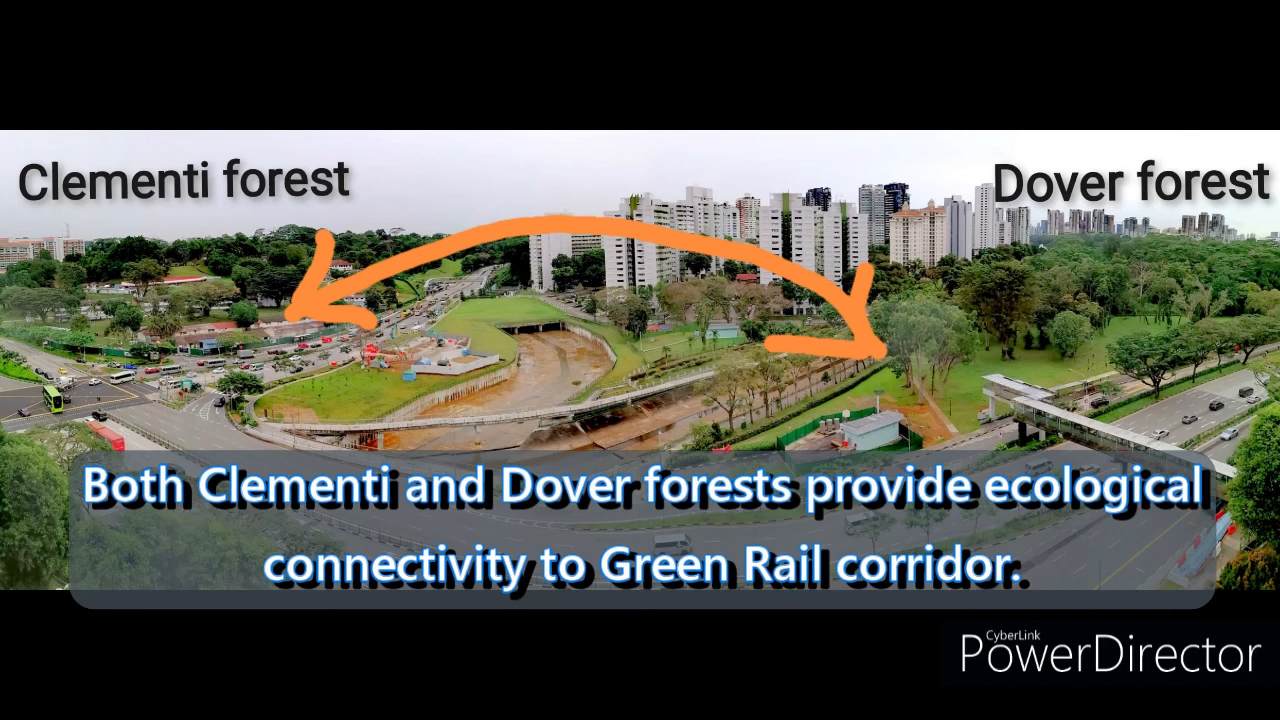 Clementi forest
Dover forest
Both Clementi and Dover forests provide ecological
connectivity to Green Rail corridor.
CyberLink
PowerDirector